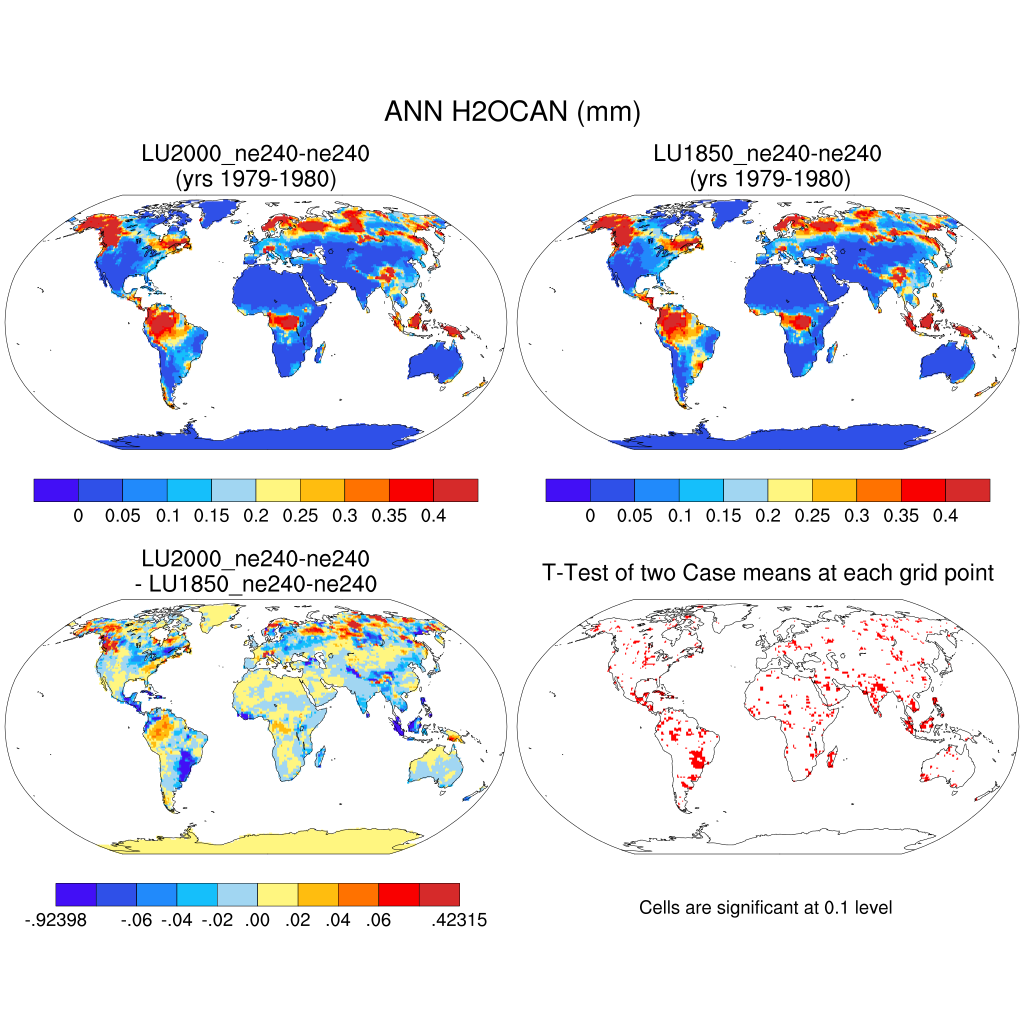 ANN H2OCAN (mm)
LU2000_ne240-ne240
(yrs 1979-1980)
LU1850_ne240-ne240
(yrs 1979-1980)
0 0.05 0.1 0.15 0.2 0.25 0.3 0.35 0.4
0 0.05 0.1 0.15 0.2 0.25 0.3 0.35 0.4
LU2000_ne240-ne240
- LU1850_ne240-ne240
T-Test of two Case means at each grid point
-.92398 -.06 -.04 -.02 .00 .02 .04 .06 .42315
Cells are significant at 0.1 level